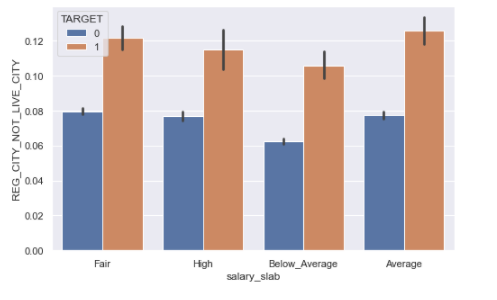 TARGET
0
1
REG_CITY_NOT_LIVE_CITY
0.12
0.10
0.08
0.06
0.04
0.02
0.00
Fair High Below_Average Average
salary_slab